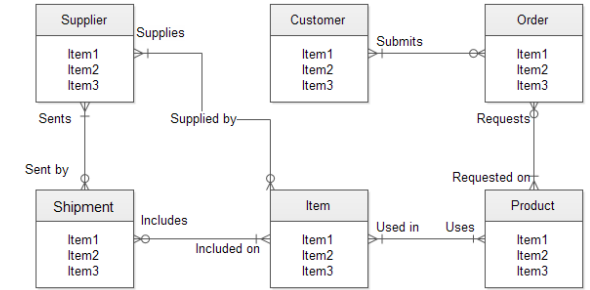 Supplier
Item1
Item2
Item3
Supplies
Customer
Item1
Item2
Item3
Submits
Order
Item1
Item2
Item3
Sents
Supplied by
Requests
Sent by
Requested on
Shipment
Item1
Item2
Item3
Includes
Included on
Item
Item1
Item2
Item3
Used in
Uses
Product
Item1
Item2
Item3